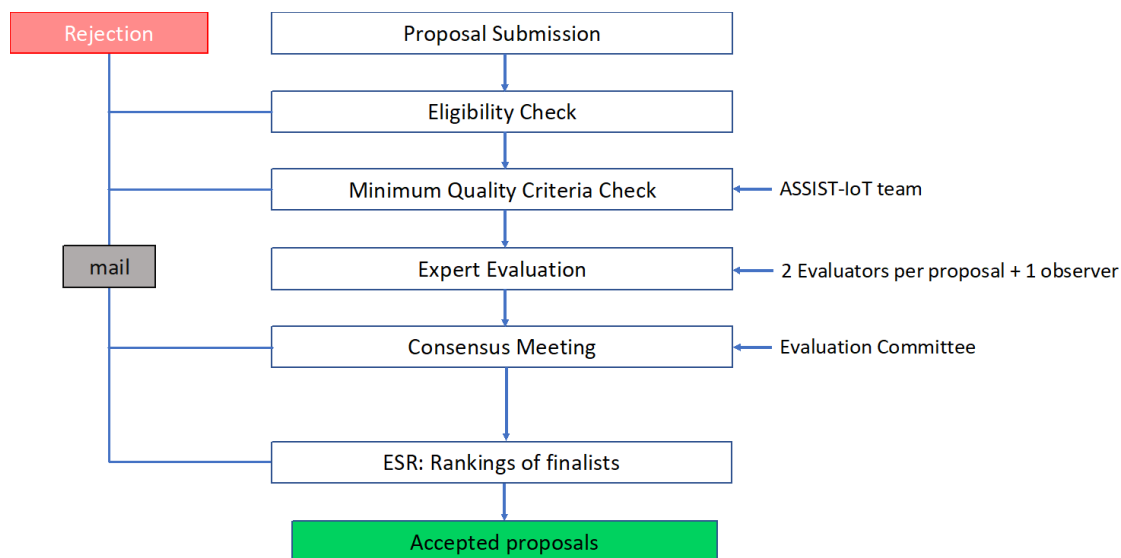 Rejection
Proposal Submission
Eligibility Check
Minimum Quality Criteria Check
ASSIST-IoT team
mail
Expert Evaluation
2 Evaluators per proposal + 1 observer
Consensus Meeting
Evaluation Committee
ESR: Rankings of finalists
Accepted proposals